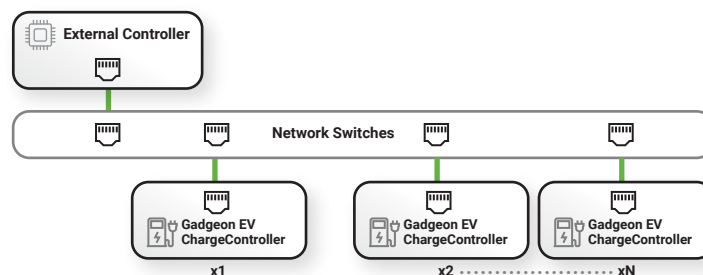 External Controller
Network Switches
Gadgeon EV
ChargeController
Gadgeon EV
ChargeController
Gadgeon EV
ChargeController
x1
x2
xN